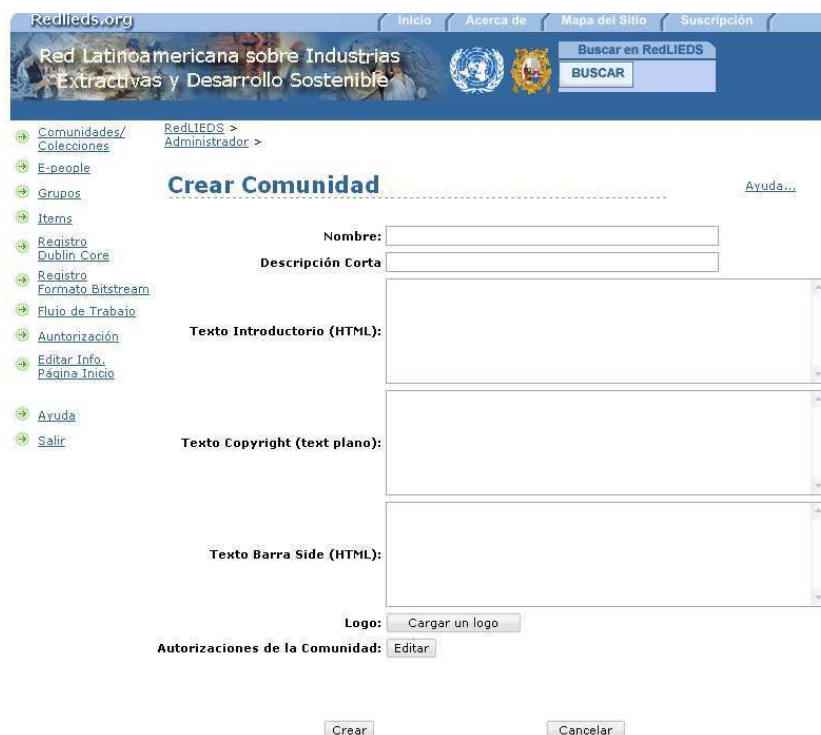 Redlieds.org
Inicio
Acerca de
Mapa del Sitio
Suscripción
Red Latinoamericana sobre Industrias
Extractivas y Desarrollo Sostenible
Buscar en RedLIEDS
BUSCAR
Comunidades/
Colecciones
E-people
Grupos
Items
Registro
Dublin Core
Registro
Formato Bitstream
Flujo de Trabajo
Auntorización
Editar Info.
Página Inicio
Ayuda
Salir
RedLIEDS >
Administrador >
Crear Comunidad
Ayuda...
Nombre:
Descripción Corta
Texto Introductorio (HTML):
Texto Copyright (text plano):
Texto Barra Side (HTML):
Logo: Cargar un logo
Autorizaciones de la Comunidad: Editar
Crear Cancelar